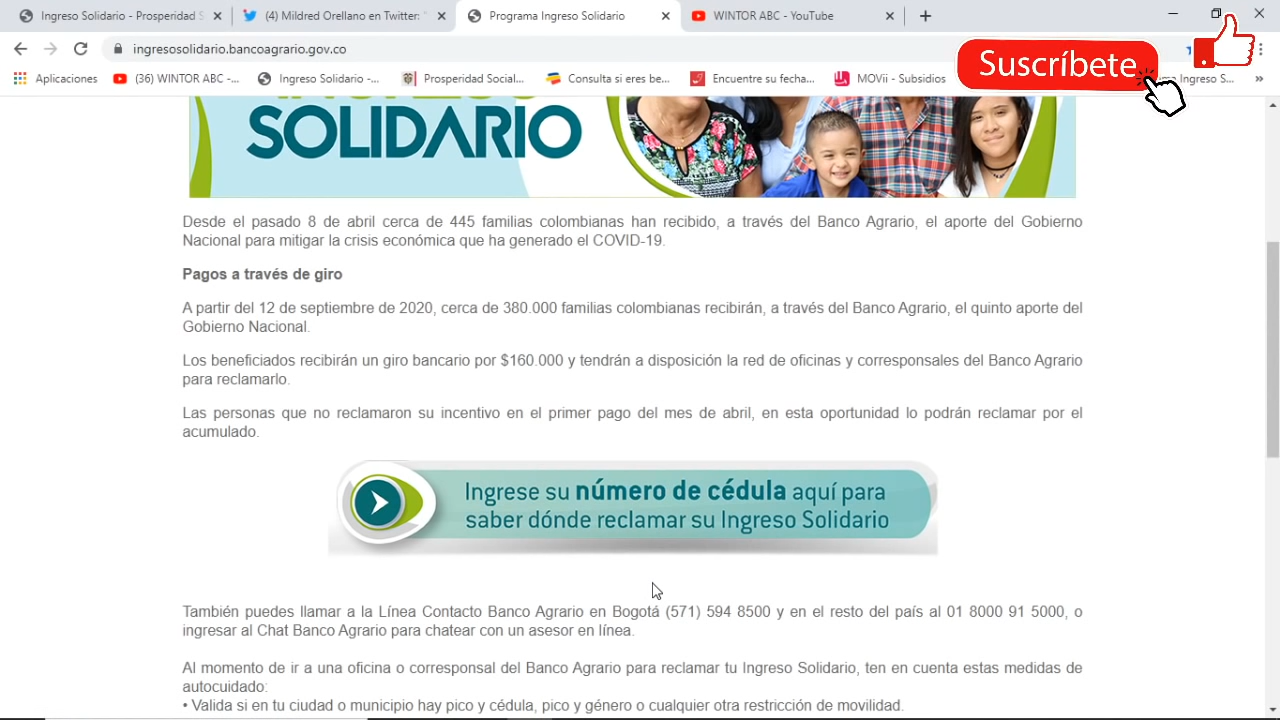 Ingreso Solidario - Prosperidad S
(4) Mildred Orellano en Twitter: "
Programa Ingreso Solidario
WINTOR ABC - YouTube
ingresosolidario.bancoagrario.gov.co
Aplicaciones
(36) WINTOR ABC -...
Ingreso Solidario -...
Prosperidad Social...
Consulta si eres be...
Encuentre su fecha...
MOVii - Subsidios
Suscríbete
SOLIDARIO
Desde el pasado 8 de abril cerca de 445 familias colombianas han recibido, a través del Banco Agrario, el aporte del Gobierno
Nacional para mitigar la crisis económica que ha generado el COVID-19.
Pagos a través de giro
A partir del 12 de septiembre de 2020, cerca de 380.000 familias colombianas recibirán, a través del Banco Agrario, el quinto aporte del
Gobierno Nacional.
Los beneficiados recibirán un giro bancario por $160.000 y tendrán a disposición la red de oficinas y corresponsales del Banco Agrario
para reclamarlo.
Las personas que no reclamaron su incentivo en el primer pago del mes de abril, en esta oportunidad lo podrán reclamar por el
acumulado.
Ingrese su número de cédula aquí para
saber dónde reclamar su Ingreso Solidario
También puedes llamar a la Línea Contacto Banco Agrario en Bogotá (571) 594 8500 y en el resto del país al 01 8000 91 5000, o
ingresar al Chat Banco Agrario para chatear con un asesor en línea.
Al momento de ir a una oficina o corresponsal del Banco Agrario para reclamar tu Ingreso Solidario, ten en cuenta estas medidas de
autocuidado:
• Valida si en tu ciudad o municipio hay pico y cédula, pico y género o cualquier otra restricción de movilidad.